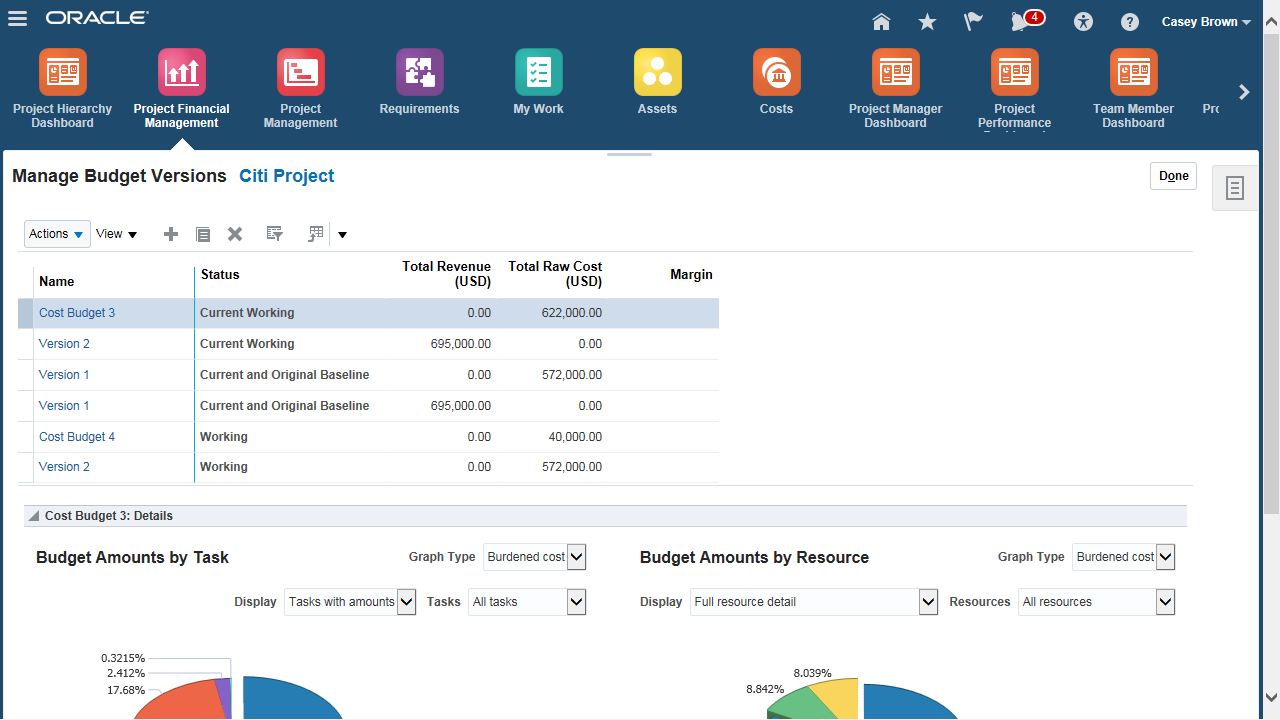 ORACLE®
4
Casey Brown
Project Hierarchy
Dashboard
Project Financial
Management
Project
Management
Requirements
My Work
Assets
Costs
Project Manager
Dashboard
Project
Performance
Team Member
Dashboard
Pro
Manage Budget Versions Citi Project
Done
Actions View
Name Status Total Revenue (USD) Total Raw Cost (USD) Margin
Cost Budget 3 Current Working 0.00 622,000.00
Version 2 Current Working 695,000.00 0.00
Version 1 Current and Original Baseline 0.00 572,000.00
Version 1 Current and Original Baseline 695,000.00 0.00
Cost Budget 4 Working 0.00 40,000.00
Version 2 Working 0.00 572,000.00
Cost Budget 3: Details
Budget Amounts by Task Graph Type Burdened cost
Display Tasks with amounts Tasks All tasks
0.3215%
2.412%
17.68%
Budget Amounts by Resource Graph Type Burdened cost
Display Full resource detail Resources All resources
8.039%
8.842%